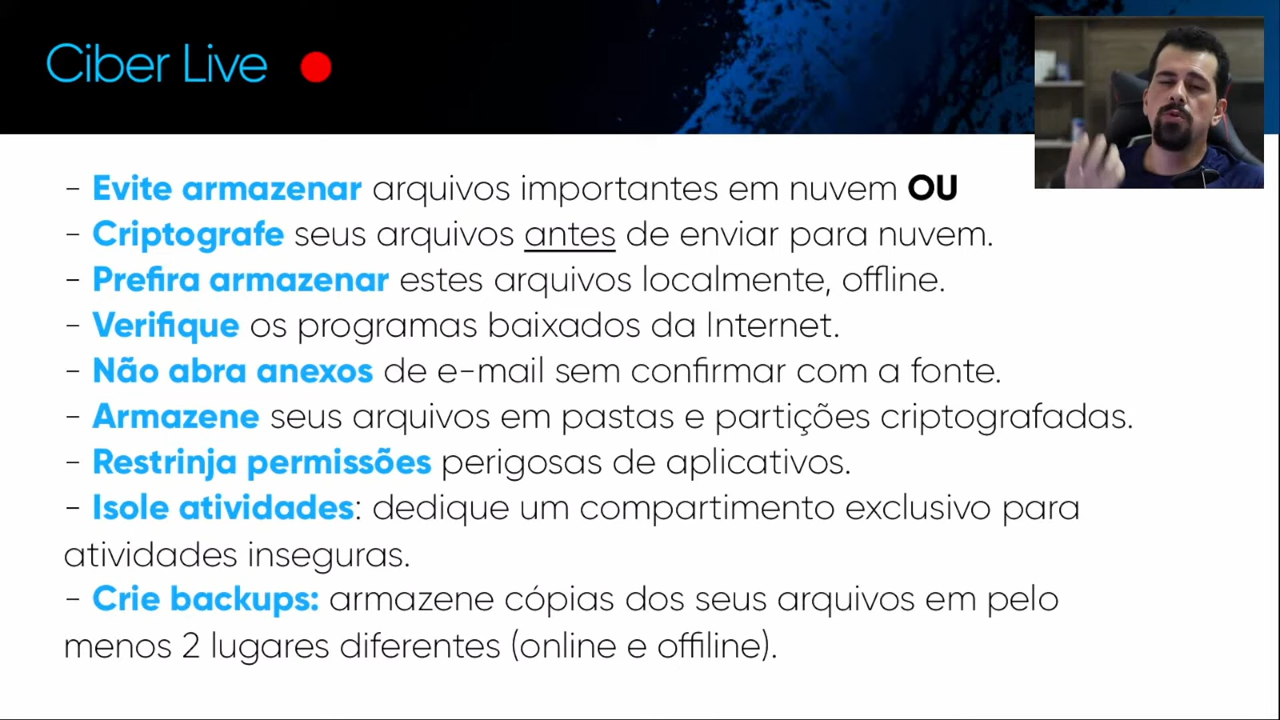 Ciber Live
- Evite armazenar arquivos importantes em nuvem OU
- Criptografe seus arquivos antes de enviar para nuvem.
- Prefira armazenar estes arquivos localmente, offline.
- Verifique os programas baixados da Internet.
- Não abra anexos de e-mail sem confirmar com a fonte.
- Armazene seus arquivos em pastas e partições criptografadas.
- Restrinja permissões perigosas de aplicativos.
- Isole atividades: dedique um compartimento exclusivo para
atividades inseguras.
- Crie backups: armazene cópias dos seus arquivos em pelo
menos 2 lugares diferentes (online e offiline).